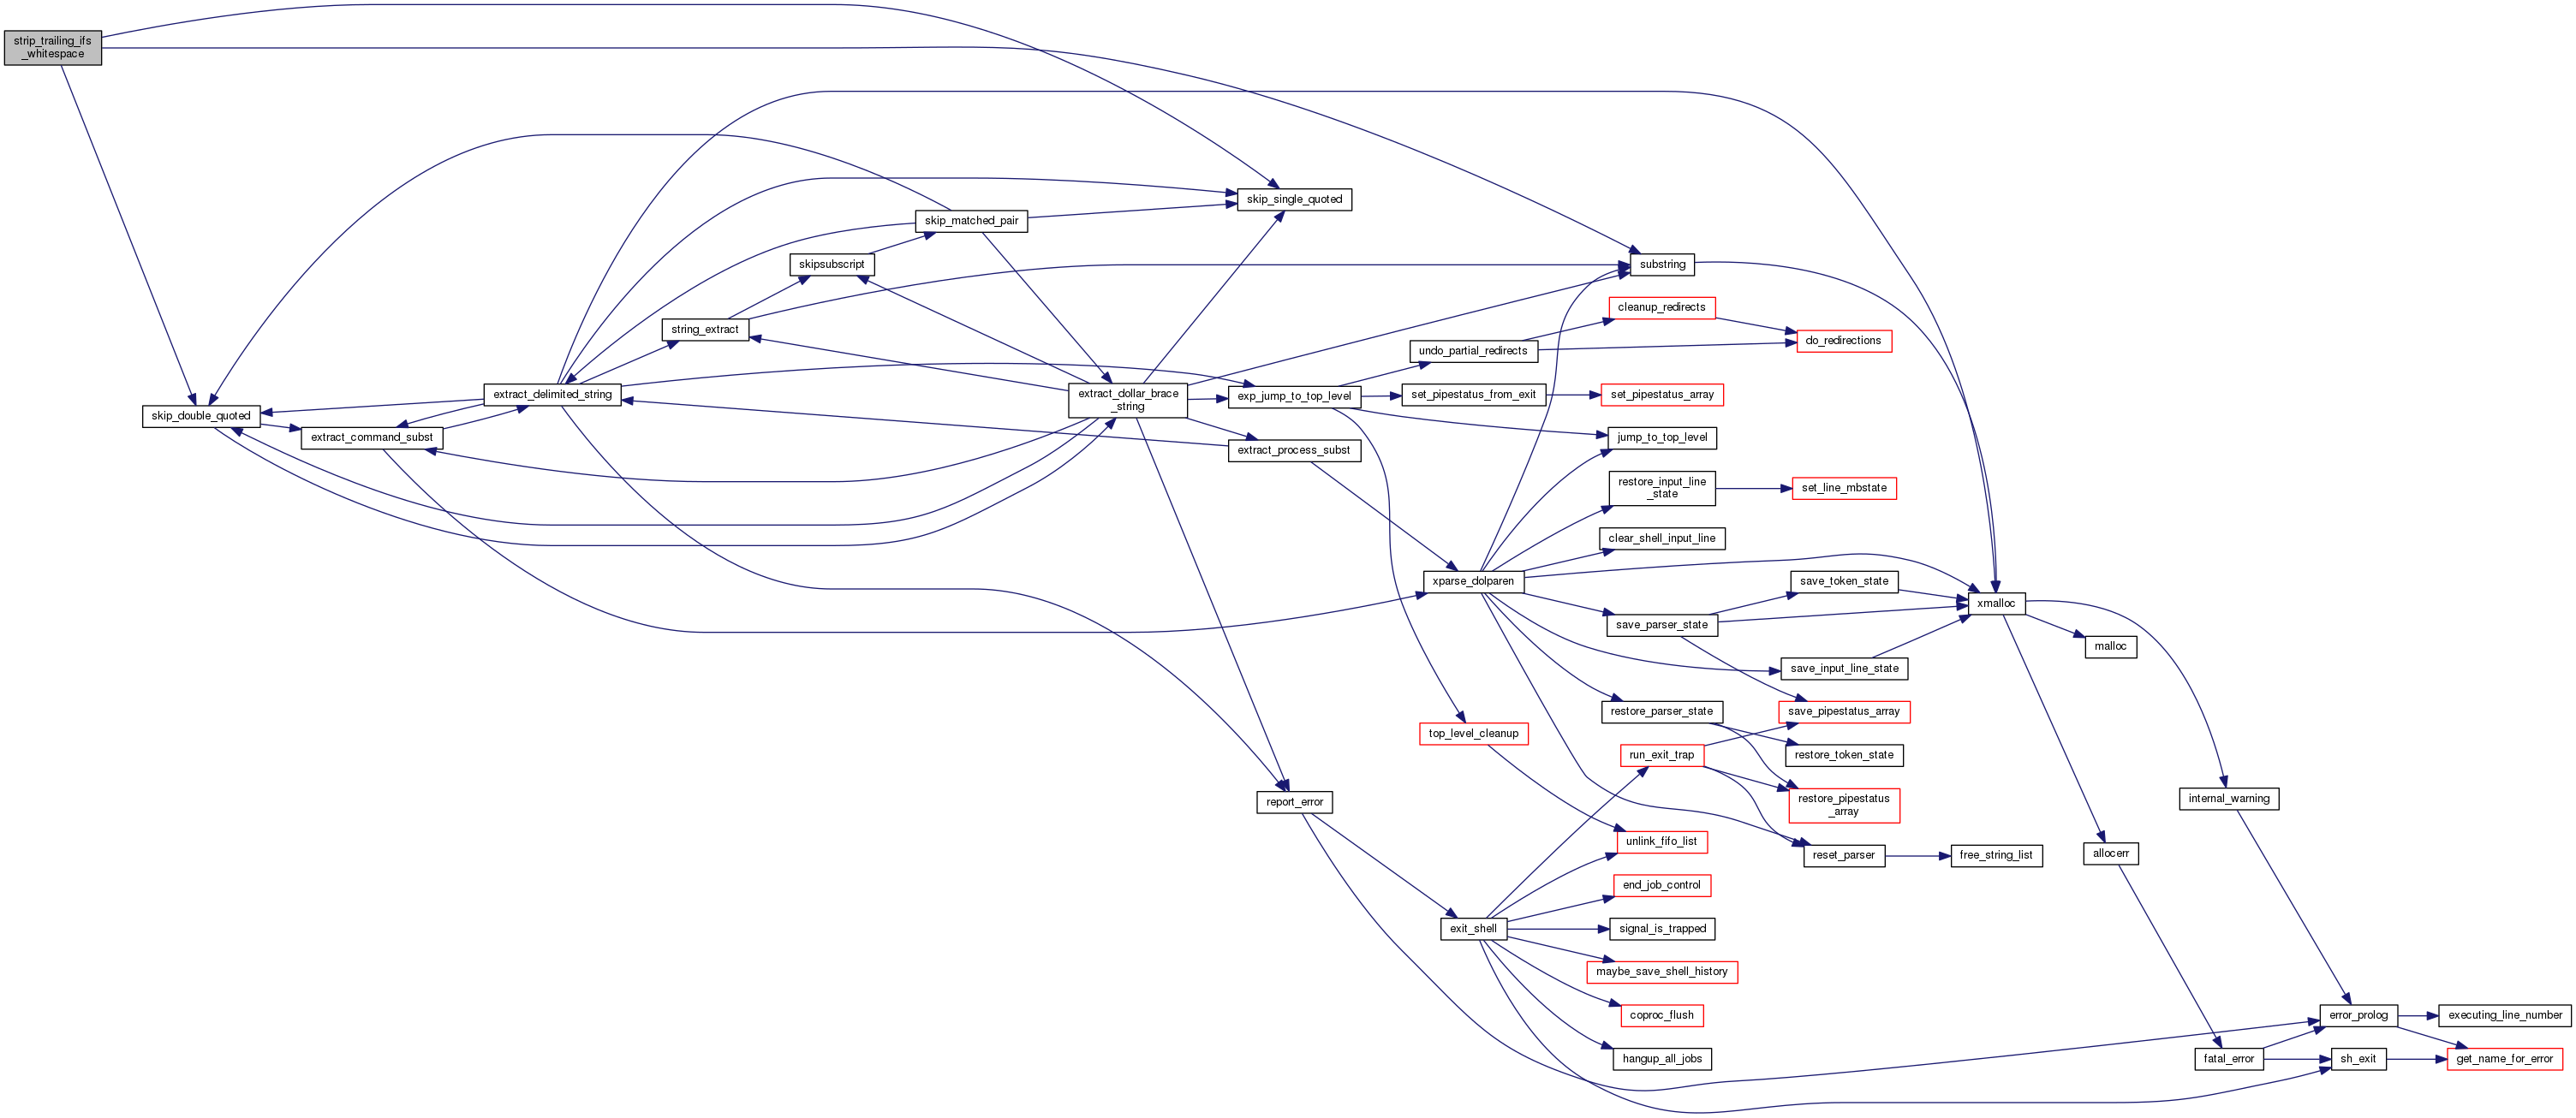 strip_trailing_ifs
_whitespace
skip_double_quoted
extract_command_subst
extract_delimited_string
string_extract
skipsubscript
skip_matched_pair
extract_dollar_brace
_string
skip_single_quoted
exp_jump_to_top_level
extract_process_subst
report_error
undo_partial_redirects
set_pipestatus_from_exit
xparse_dolparen
top_level_cleanup
exit_shell
substring
cleanup_redirects
do_redirections
set_pipestatus_array
jump_to_top_level
restore_input_line
_state
set_line_mbstate
clear_shell_input_line
save_token_state
save_parser_state
save_input_line_state
restore_parser_state
save_pipestatus_array
run_exit_trap
restore_token_state
restore_pipestatus
_array
unlink_fifo_list
reset_parser
free_string_list
end_job_control
signal_is_trapped
maybe_save_shell_history
coproc_flush
hangup_all_jobs
xmalloc
malloc
internal_warning
allocerr
error_prolog
executing_line_number
fatal_error
sh_exit
get_name_for_error